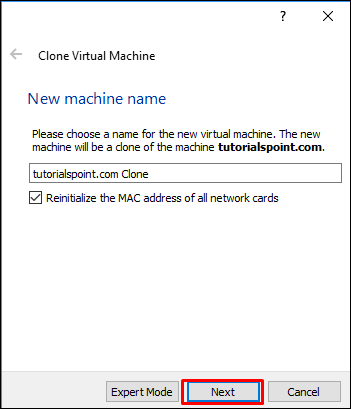 ?
Clone Virtual Machine
New machine name
Please choose a name for the new virtual machine. The new
machine will be a clone of the machine tutorialspoint.com.
tutorialspoint.com Clone
Reinitialize the MAC address of all network cards
Expert Mode Next Cancel